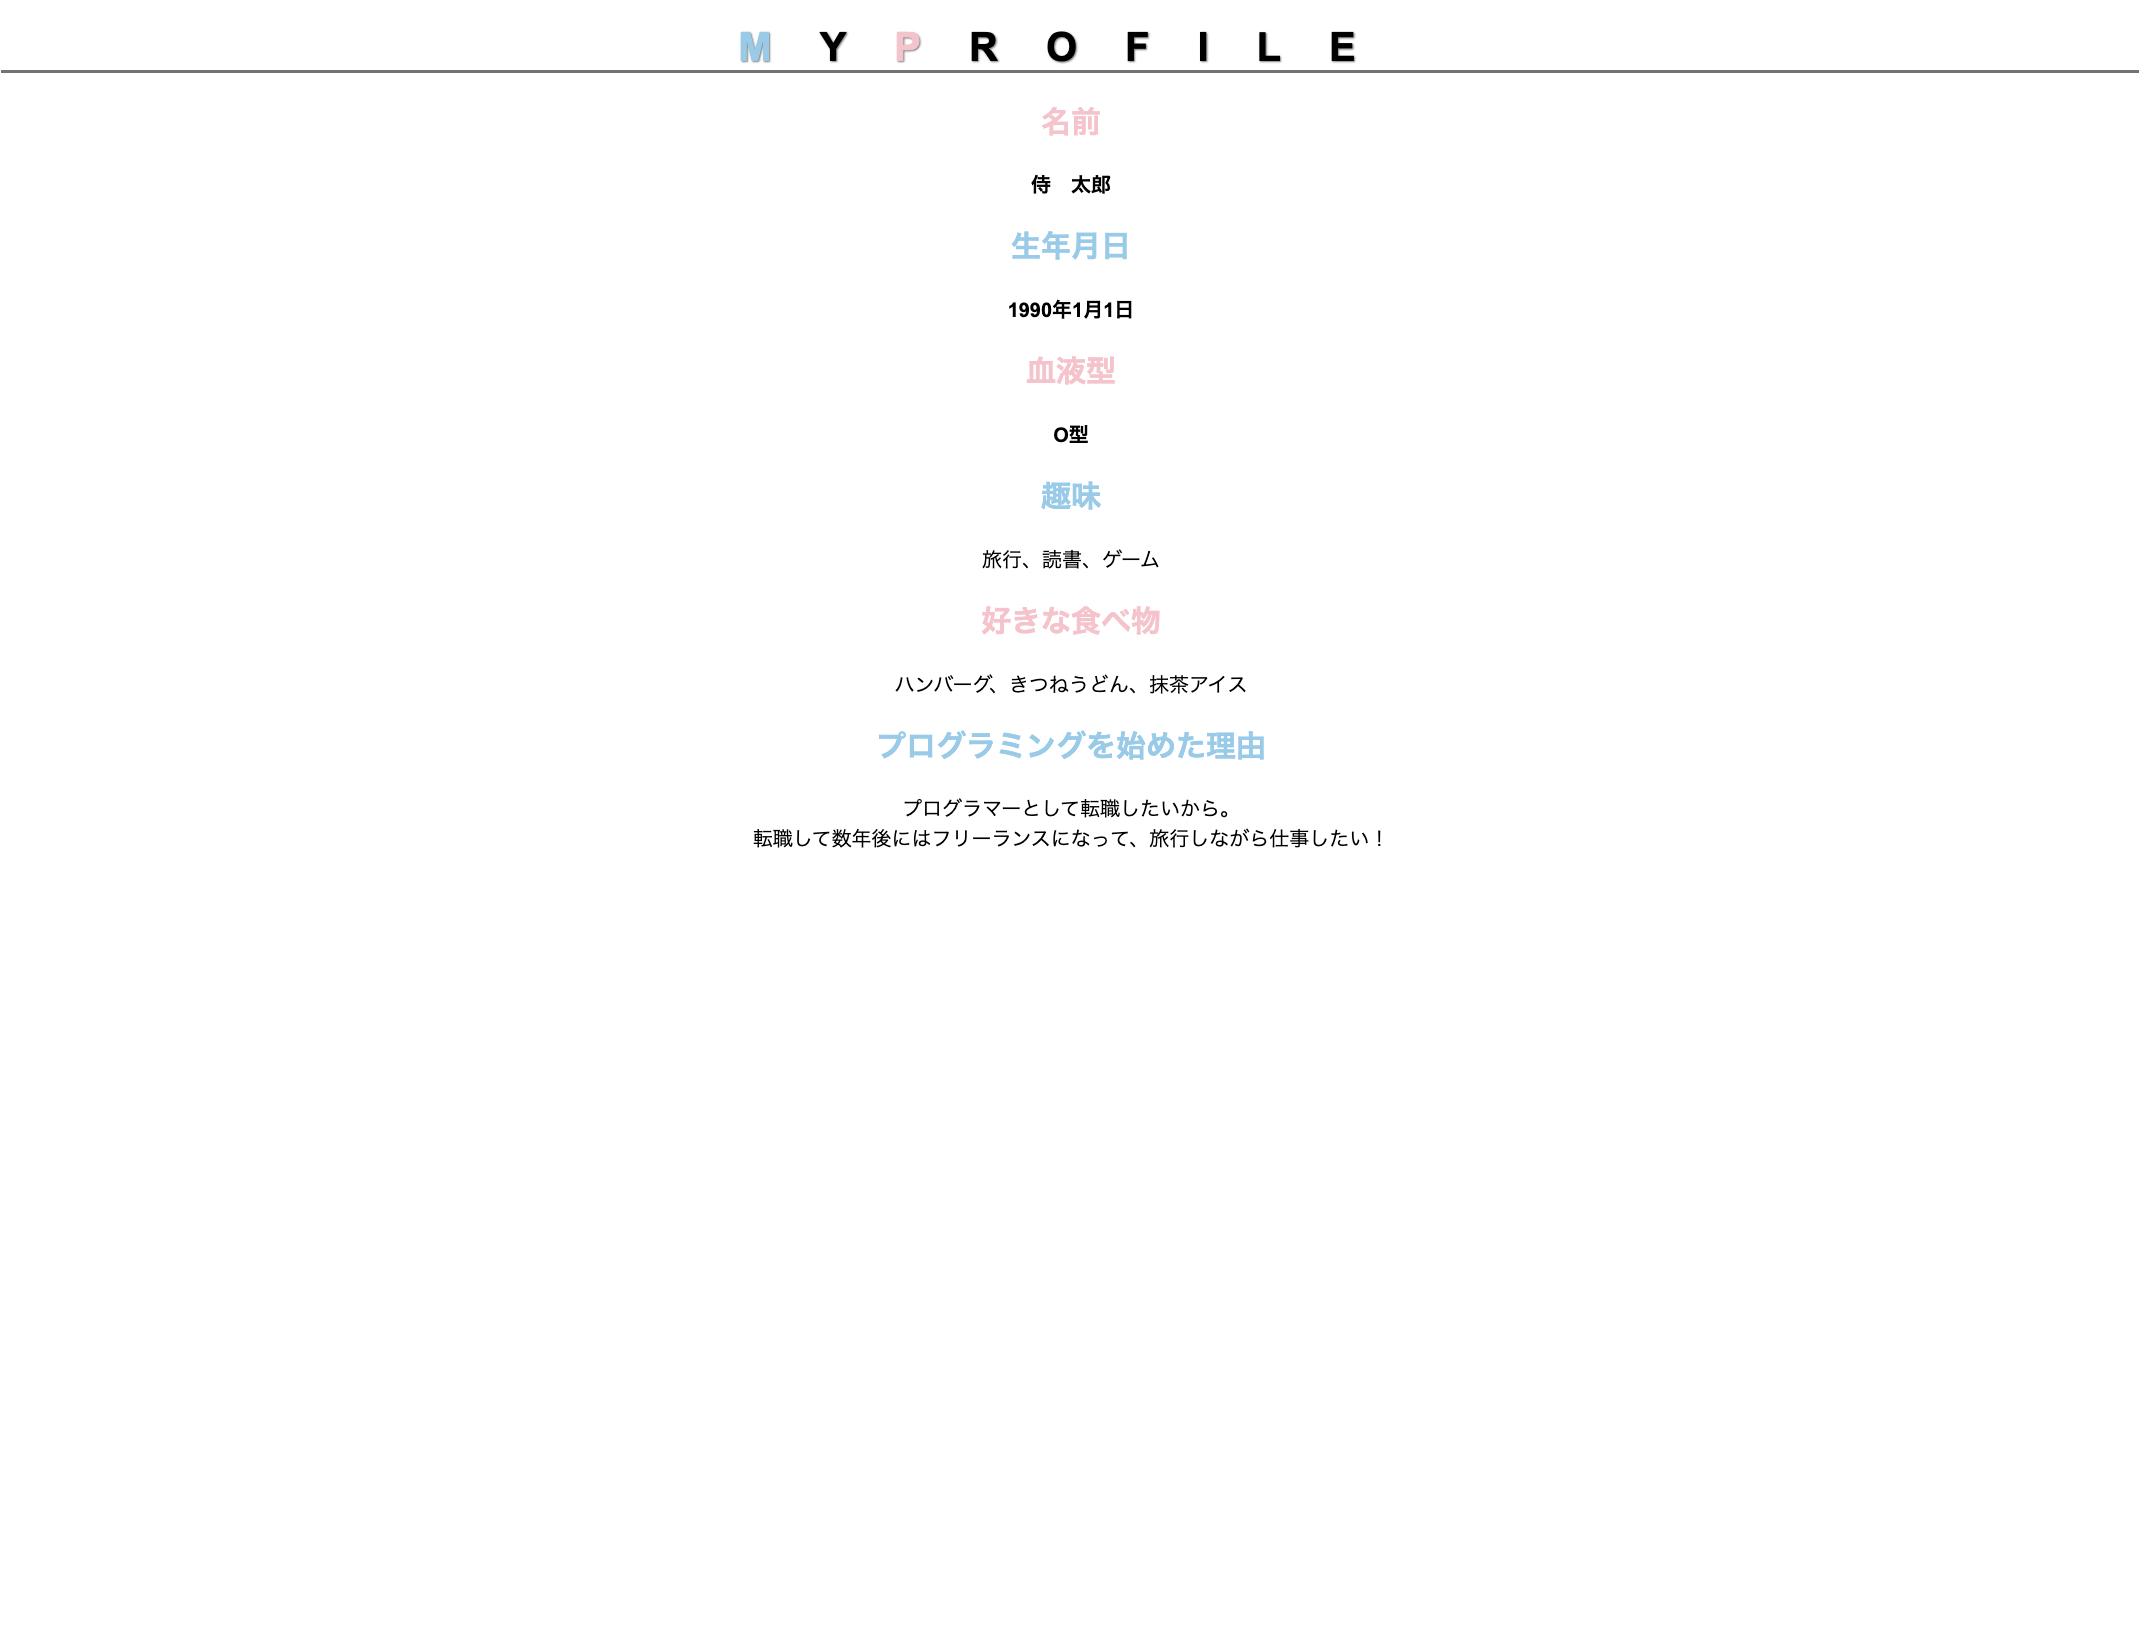 MYPROFILE
名前
侍　太郎
生年月日
1990年1月1日
血液型
O型
趣味
旅行、読書、ゲーム
好きな食べ物
ハンバーグ、きつねうどん、抹茶アイス
プログラミングを始めた理由
プログラマーとして転職したいから。
転職して数年後にはフリーランスになって、旅行しながら仕事したい！